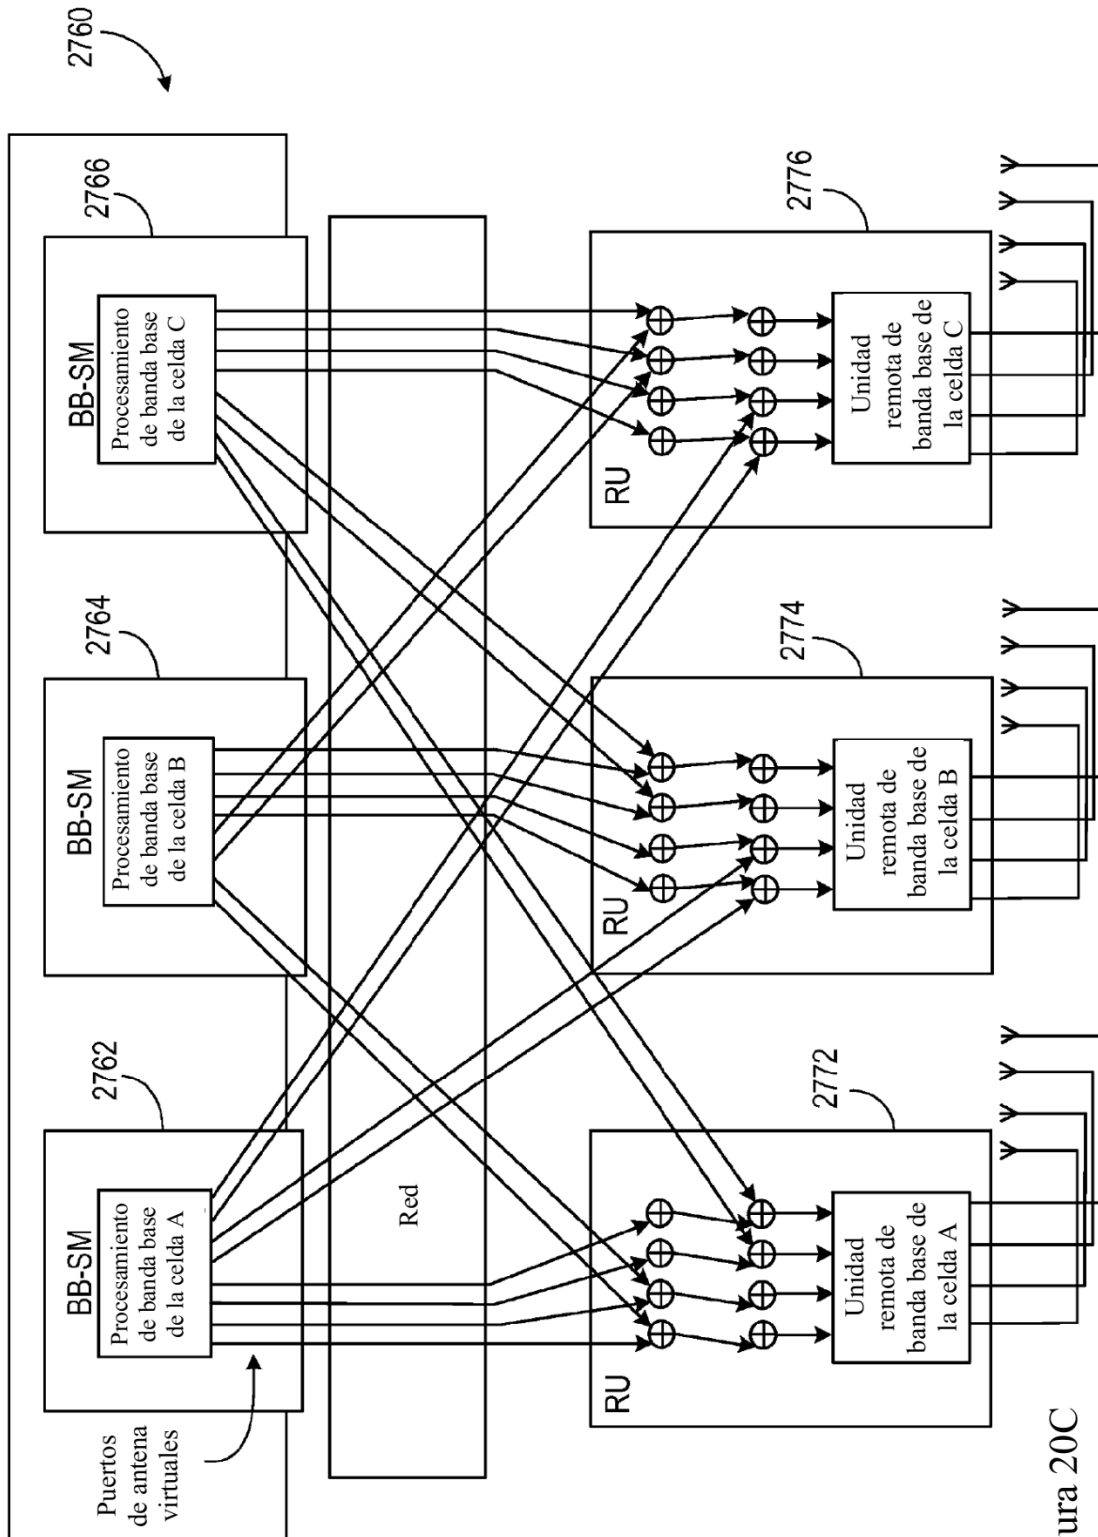 2760
2762
2764
2766
BB-SM
Procesamiento
de banda base
de la celda A
BB-SM
Procesamiento
de banda base
de la celda B
BB-SM
Procesamiento
de banda base
de la celda C
Puertos
de antena
virtuales
Red
2772
2774
2776
RU
Unidad
remota de
banda base de
la celda A
RU
Unidad
remota de
banda base de
la celda B
RU
Unidad
remota de
banda base de
la celda C
ura 20C